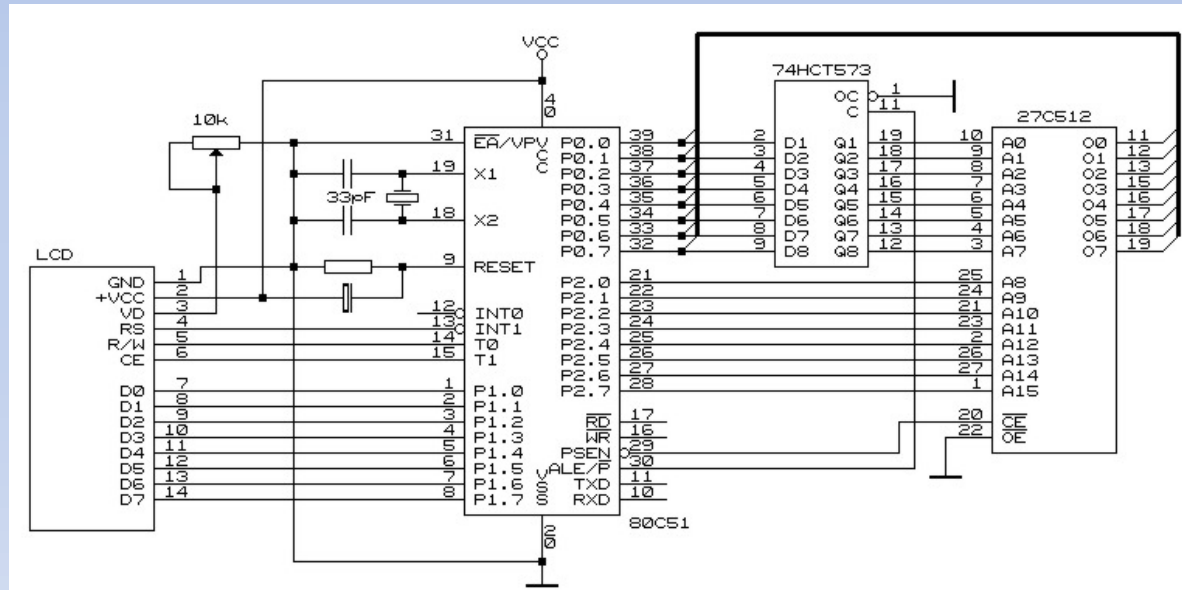 VCC
74HCT573
27C512
10k
33pF
LCD
1 GND
2 +VCC
3 VD
4 RS
5 R/W
6 CE
7 D0
8 D1
9 D2
10 D3
11 D4
12 D5
13 D6
14 D7
40 VCC
31 EA/VP
19 X1
18 X2
9 RESET
12 INT0
13 INT1
14 T0
15 T1
1 P1.0
2 P1.1
3 P1.2
4 P1.3
5 P1.4
6 P1.5
7 P1.6
8 P1.7
P0.0 39
P0.1 38
P0.2 37
P0.3 36
P0.4 35
P0.5 34
P0.6 33
P0.7 32
P2.0 21
P2.1 22
P2.2 23
P2.3 24
P2.4 25
P2.5 26
P2.6 27
P2.7 28
RD 17
WR 16
PSEN 29
ALE/P 30
TXD 11
RXD 10
VSS 20
80C51
OC 1
C 11
2 D1 Q1 19
3 D2 Q2 18
4 D3 Q3 17
5 D4 Q4 16
6 D5 Q5 15
7 D6 Q6 14
8 D7 Q7 13
9 D8 Q8 12
10 A0 O0 11
9 A1 O1 12
8 A2 O2 13
7 A3 O3 15
6 A4 O4 16
5 A5 O5 17
4 A6 O6 18
3 A7 O7 19
25 A8
24 A9
21 A10
23 A11
2 A12
26 A13
27 A14
1 A15
20 CE
22 OE